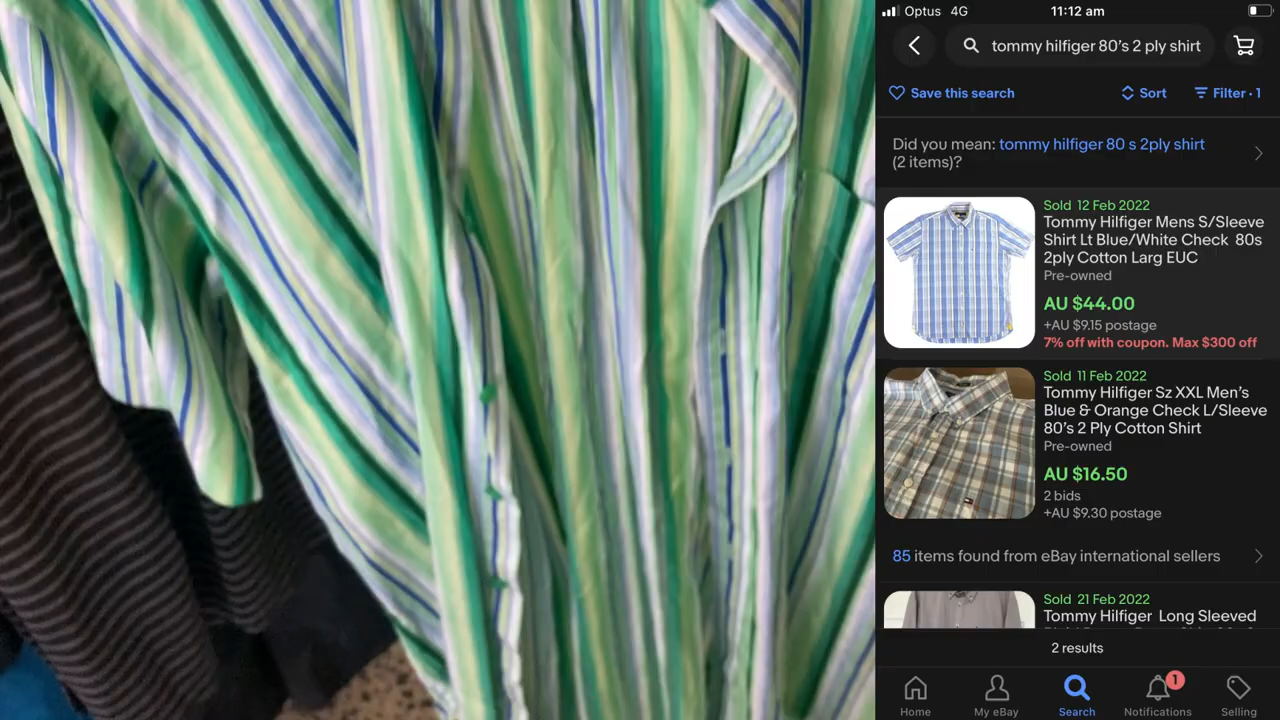 Optus 4G
11:12 am
tommy hilfiger 80's 2 ply shirt
Save this search
Sort
Filter • 1
Did you mean: tommy hilfiger 80 s 2ply shirt
(2 items)?
Sold 12 Feb 2022
Tommy Hilfiger Mens S/Sleeve
Shirt Lt Blue/White Check 80s
2ply Cotton Larg EUC
Pre-owned
AU $44.00
+AU $9.15 postage
7% off with coupon. Max $300 off
Sold 11 Feb 2022
Tommy Hilfiger Sz XXL Men's
Blue & Orange Check L/Sleeve
80's 2 Ply Cotton Shirt
Pre-owned
AU $16.50
2 bids
+AU $9.30 postage
85 items found from eBay international sellers
Sold 21 Feb 2022
Tommy Hilfiger Long Sleeved
2 results
1
Home
My eBay
Search
Notifications
Selling